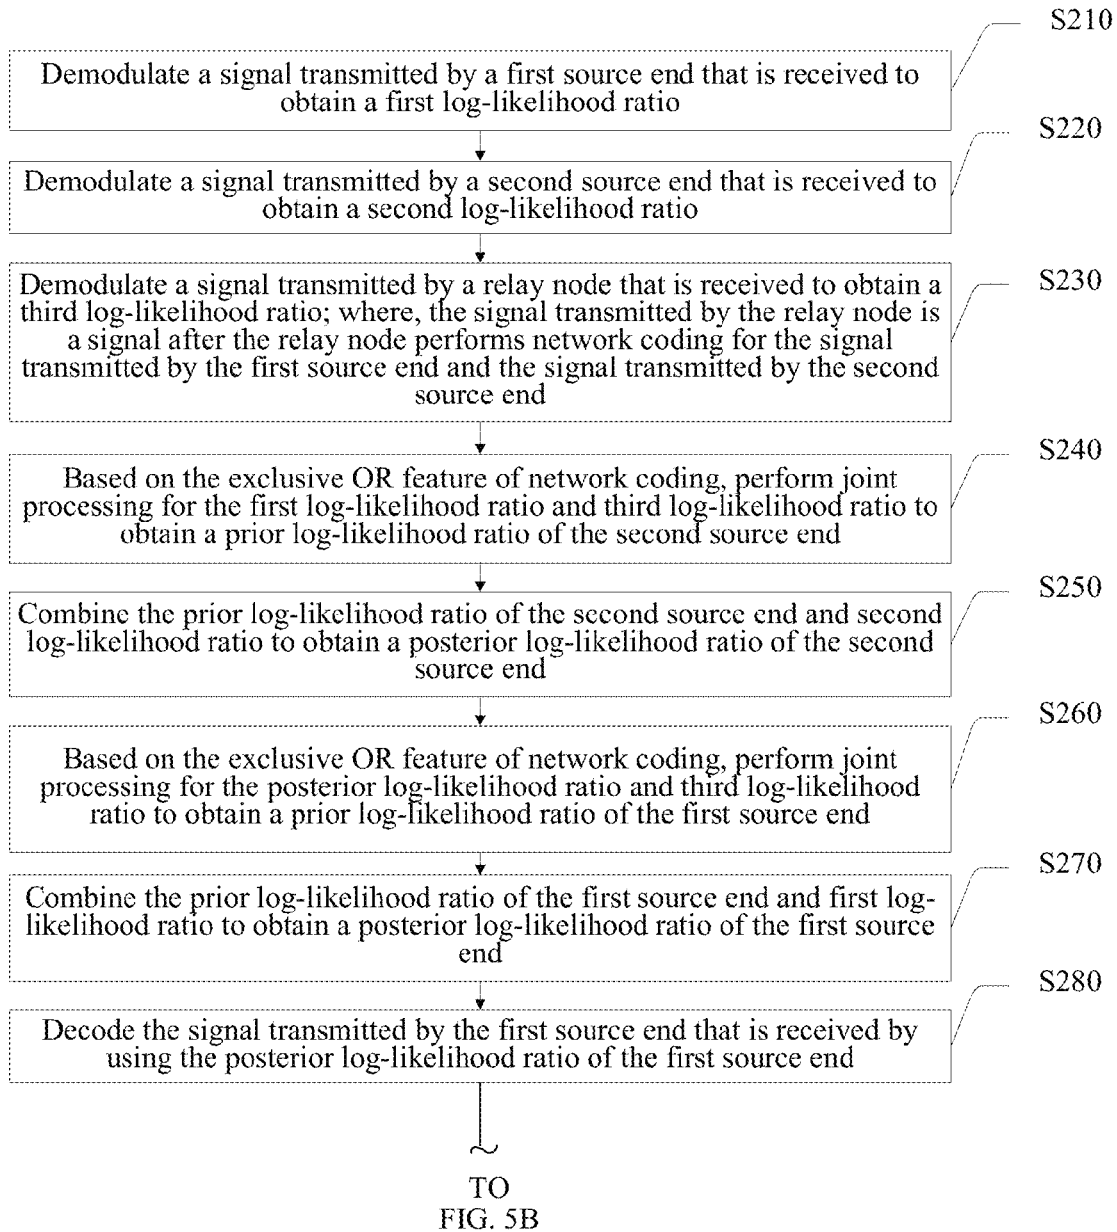 S210
Demodulate a signal transmitted by a first source end that is received to
obtain a first log-likelihood ratio
S220
Demodulate a signal transmitted by a second source end that is received to
obtain a second log-likelihood ratio
S230
Demodulate a signal transmitted by a relay node that is received to obtain a
third log-likelihood ratio; where, the signal transmitted by the relay node is
a signal after the relay node performs network coding for the signal
transmitted by the first source end and the signal transmitted by the second
source end
S240
Based on the exclusive OR feature of network coding, perform joint
processing for the first log-likelihood ratio and third log-likelihood ratio to
obtain a prior log-likelihood ratio of the second source end
S250
Combine the prior log-likelihood ratio of the second source end and second
log-likelihood ratio to obtain a posterior log-likelihood ratio of the second
source end
S260
Based on the exclusive OR feature of network coding, perform joint
processing for the posterior log-likelihood ratio and third log-likelihood
ratio to obtain a prior log-likelihood ratio of the first source end
S270
Combine the prior log-likelihood ratio of the first source end and first log-
likelihood ratio to obtain a posterior log-likelihood ratio of the first source
end
S280
Decode the signal transmitted by the first source end that is received by
using the posterior log-likelihood ratio of the first source end
TO
FIG. 5B